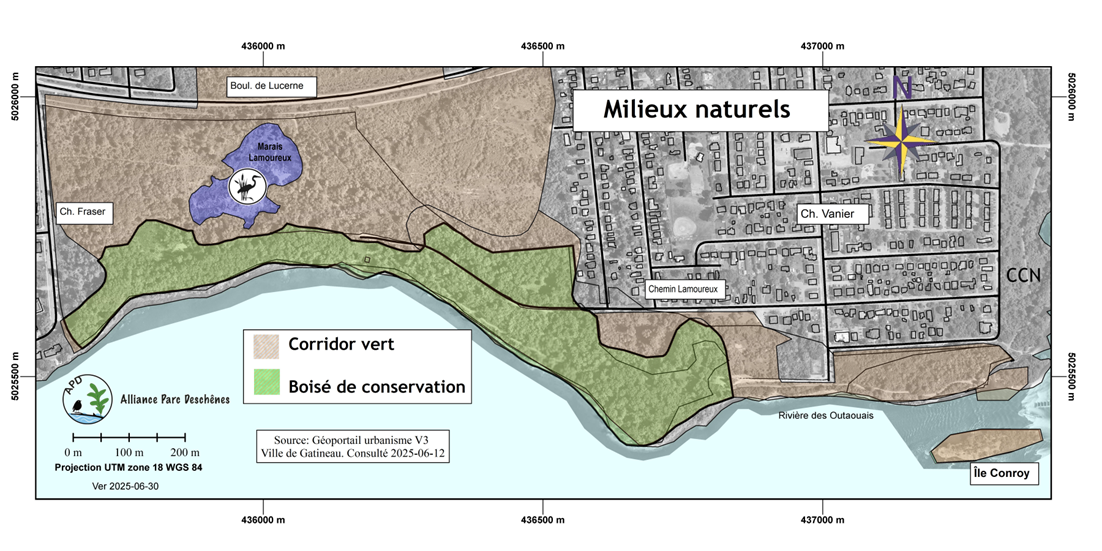 436000 m
436500 m
437000 m
5026000 m
5026000 m
Boul. de Lucerne
Milieux naturels
N
Marais
Lamoureux
Ch. Fraser
Ch. Vanier
CCN
Chemin Lamoureux
Corridor vert
Boisé de conservation
5025500 m
5025500 m
APD
Alliance Parc Deschênes
Rivière des Outaouais
0 m
100 m
200 m
Projection UTM zone 18 WGS 84
Ver 2025-06-30
Source: Géoportail urbanisme V3
Ville de Gatineau. Consulté 2025-06-12
Île Conroy
436000 m
436500 m
437000 m